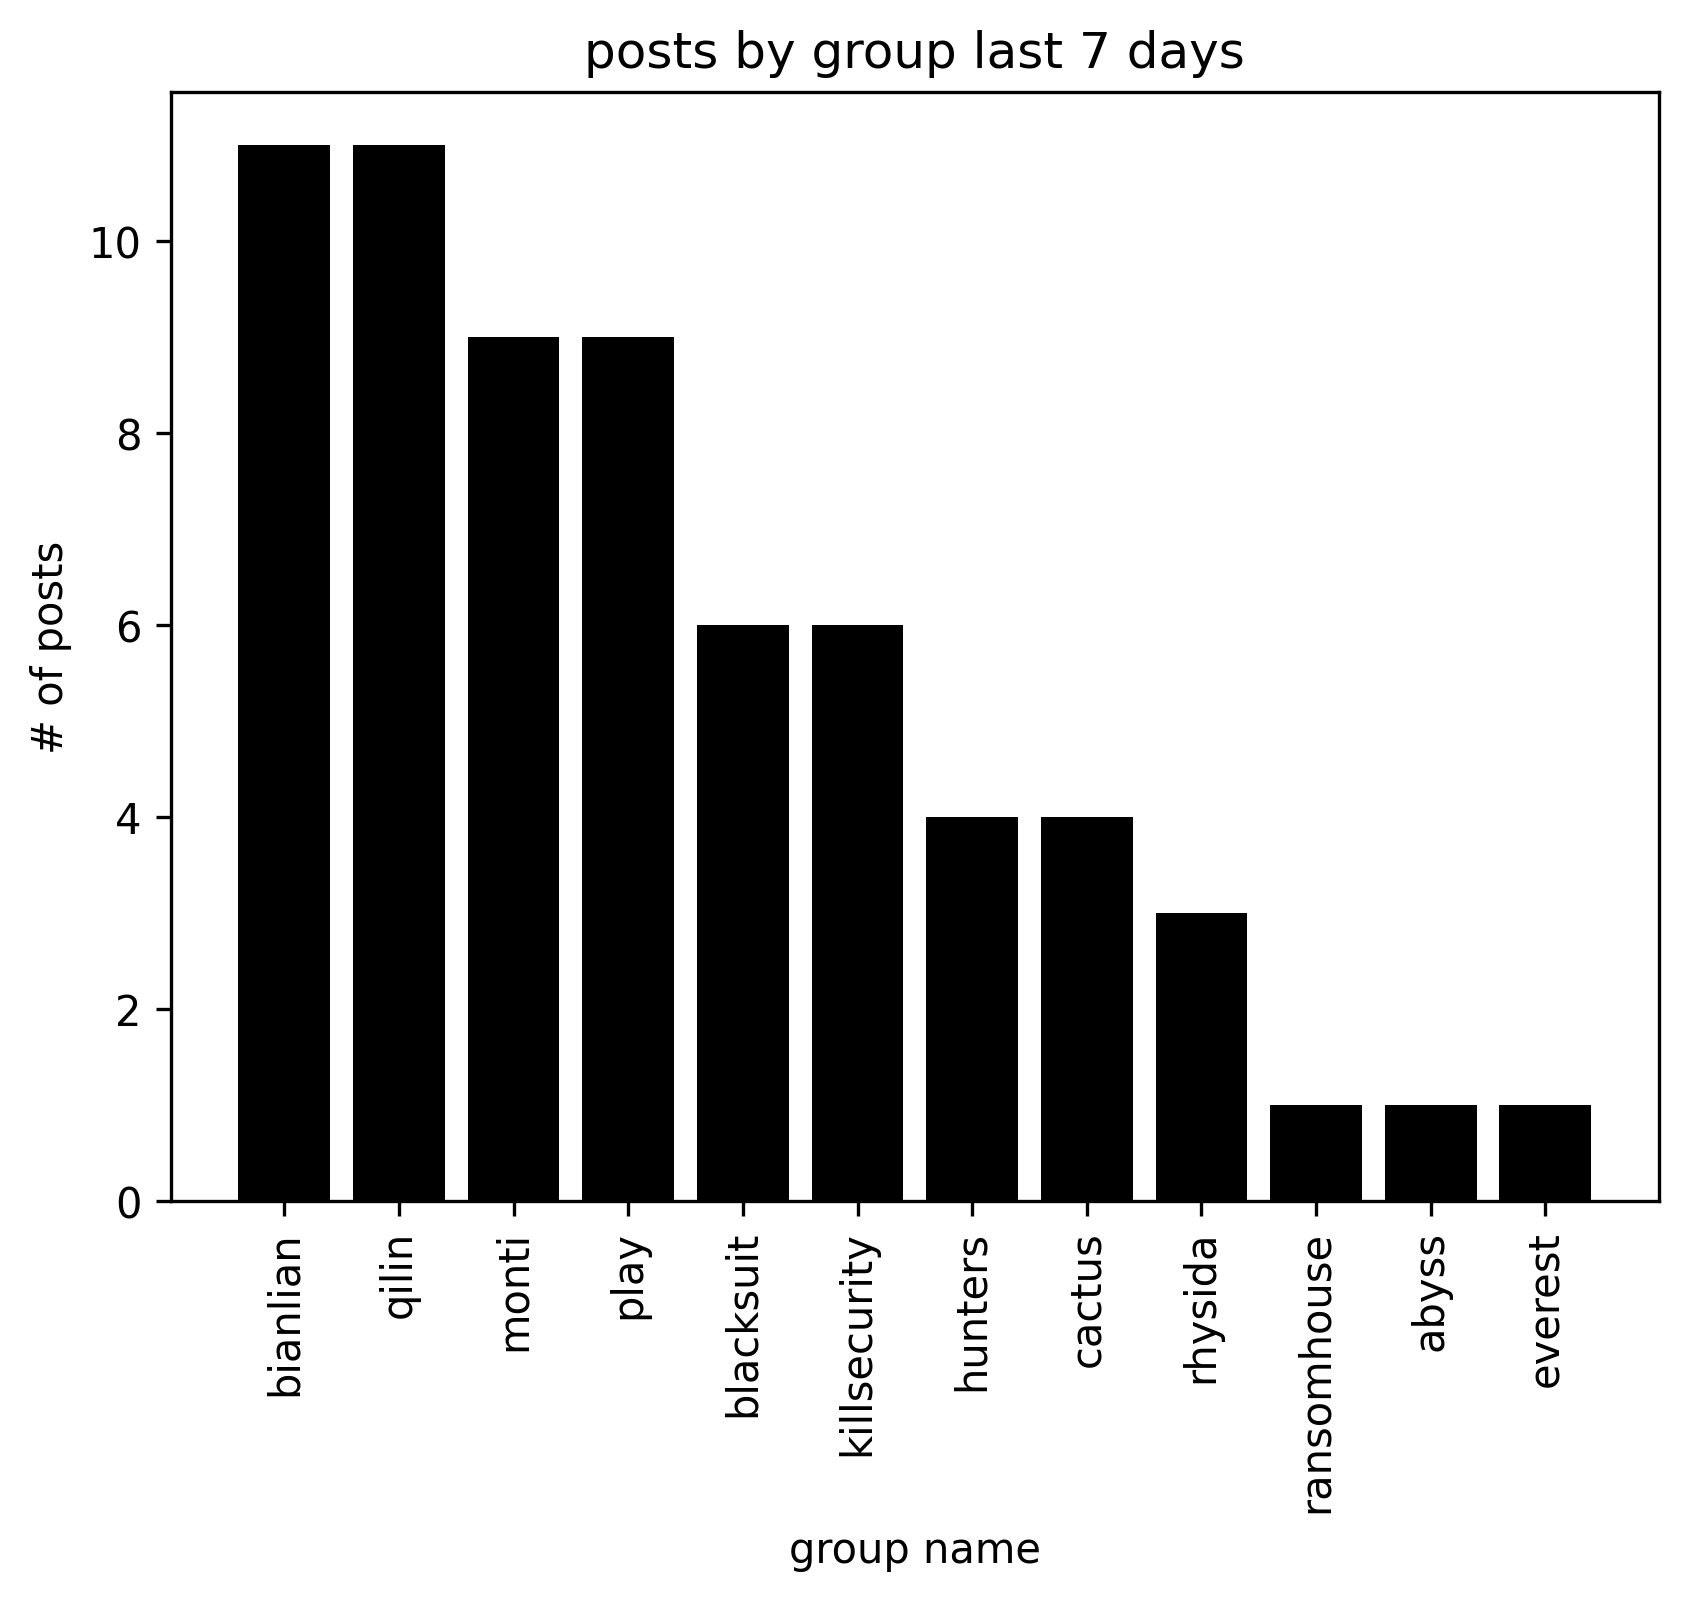 posts by group last 7 days
# of posts
10
8
6
4
2
0
bianlian
qilin
monti
play
blacksuit
killsecurity
hunters
cactus
rhysida
ransomhouse
abyss
everest
group name